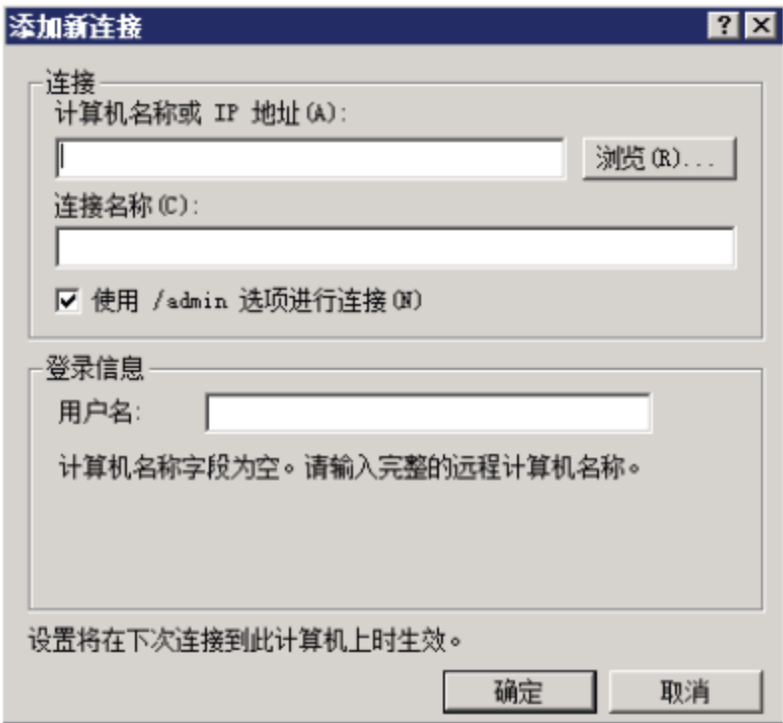 添加新连接
连接
计算机名称或 IP 地址(A):
浏览(R)...
连接名称(C):
使用 /admin 选项进行连接(N)
登录信息
用户名:
计算机名称字段为空。请输入完整的远程计算机名称。
设置将在下次连接到此计算机上时生效。
确定 取消